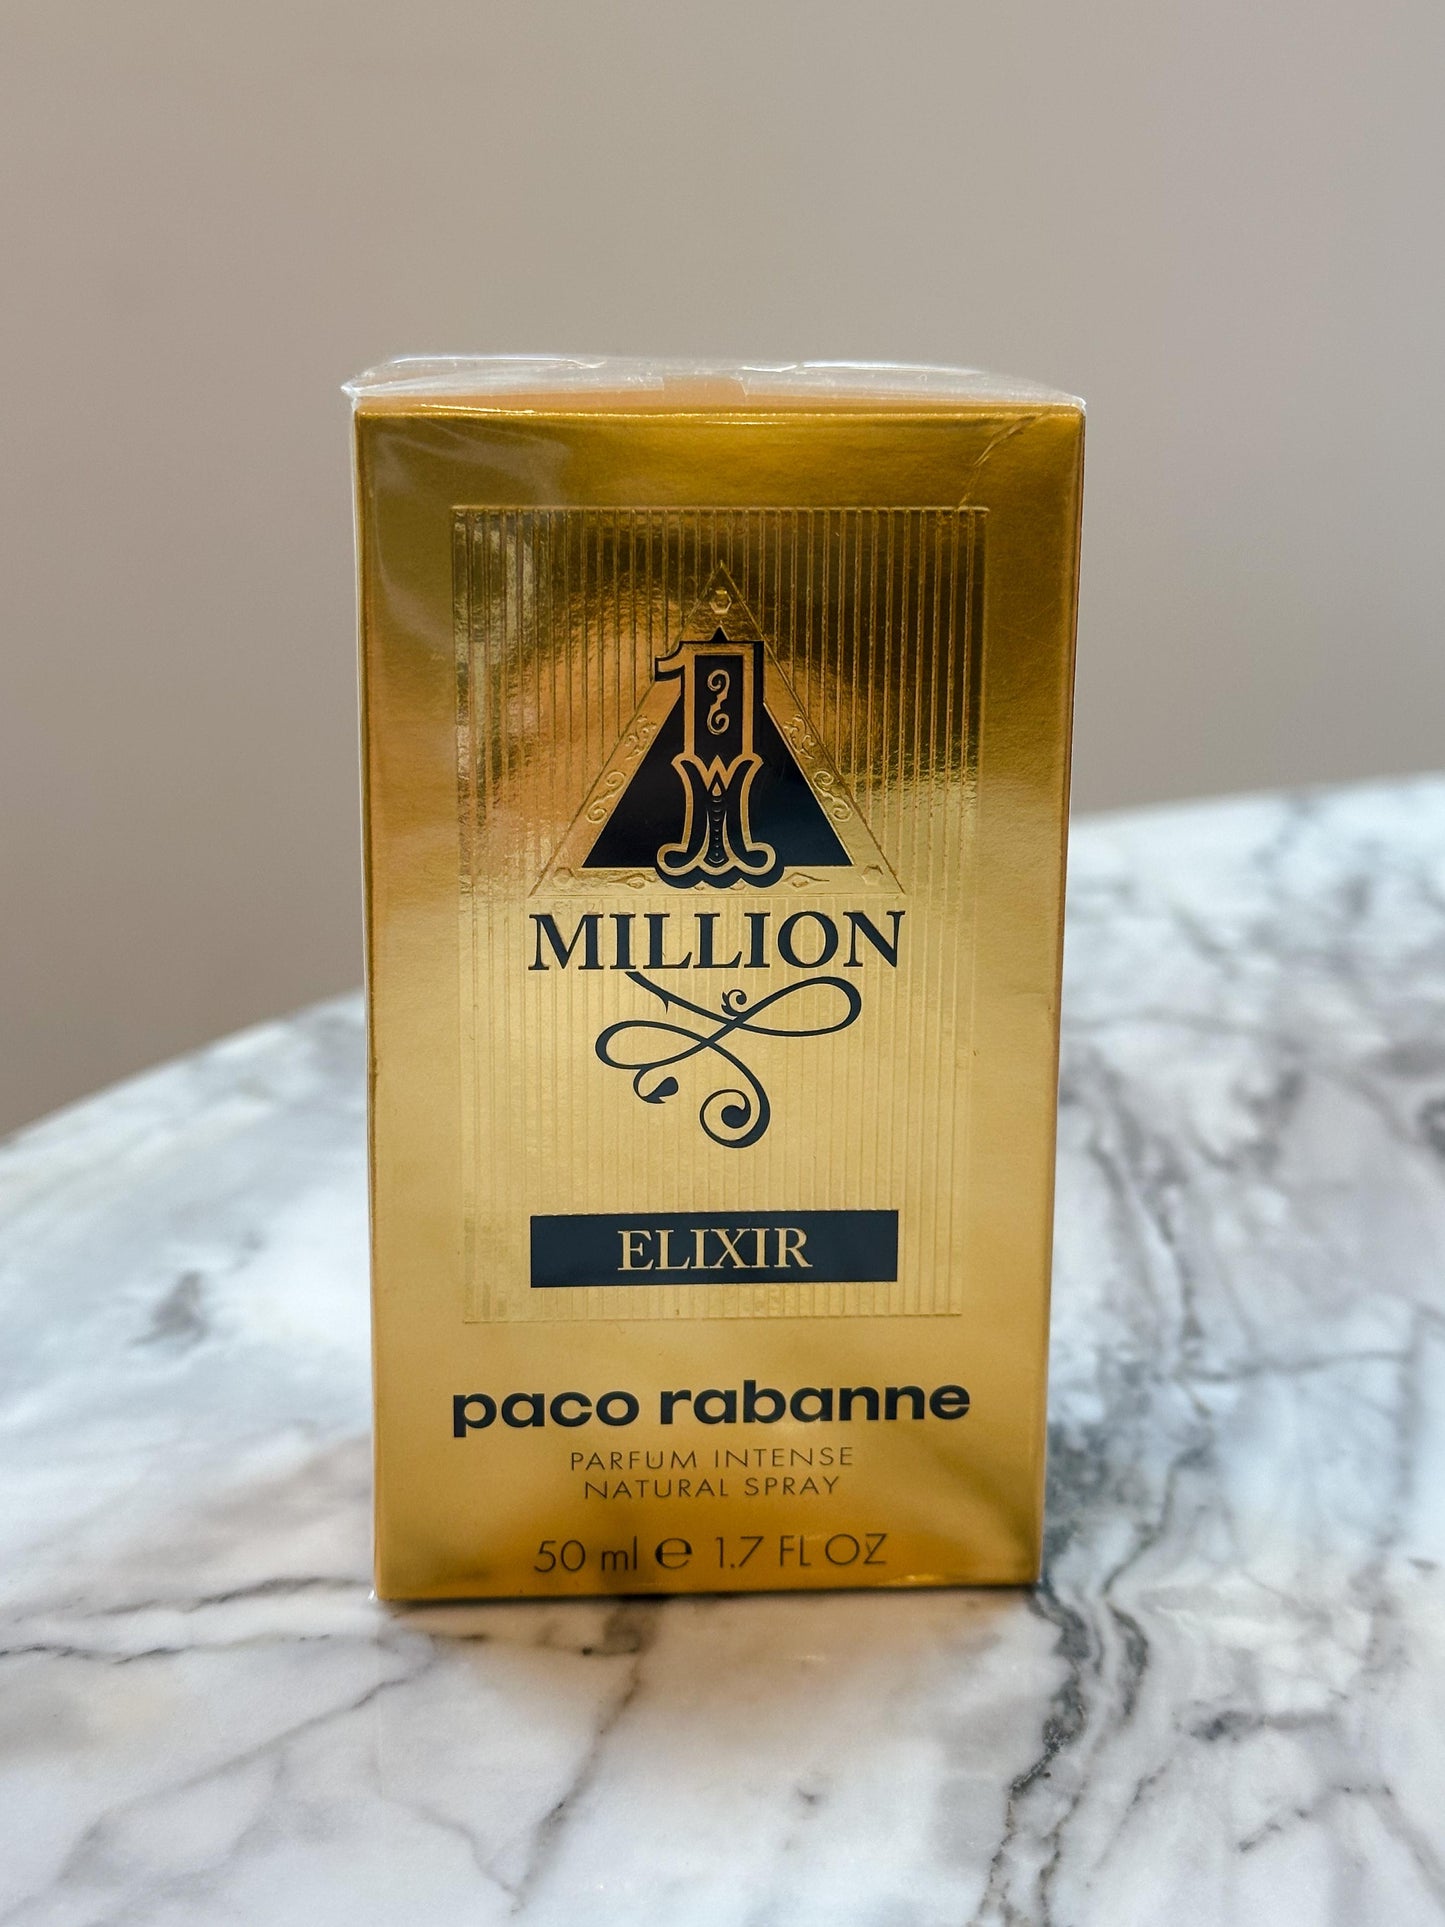 1
MILLION
ELIXIR
paco rabanne
PARFUM INTENSE
NATURAL SPRAY
50 ml ℮ 1.7 FL OZ